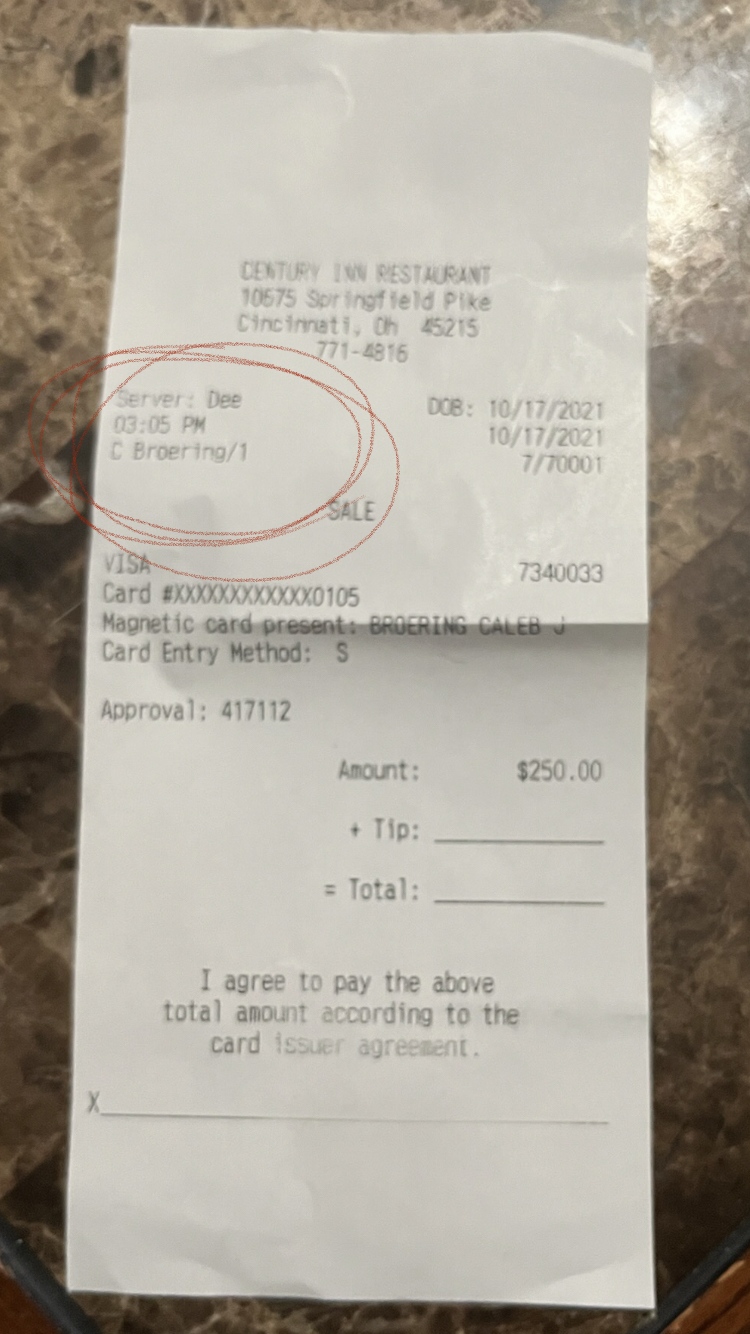 CENTURY INN RESTAURANT
10675 Springfield Pike
Cincinnati, Oh  45215
771-4816
Server: Dee
DOB: 10/17/2021
03:05 PM
10/17/2021
C Broering/1
7/70001
SALE
VISA
7340033
Card #XXXXXXXXXXXX0105
Magnetic card present: BROERING CALEB J
Card Entry Method:  S
Approval: 417112
Amount: $250.00
+ Tip: ____________
= Total: ____________
I agree to pay the above
total amount according to the
card issuer agreement.
X____________________________________